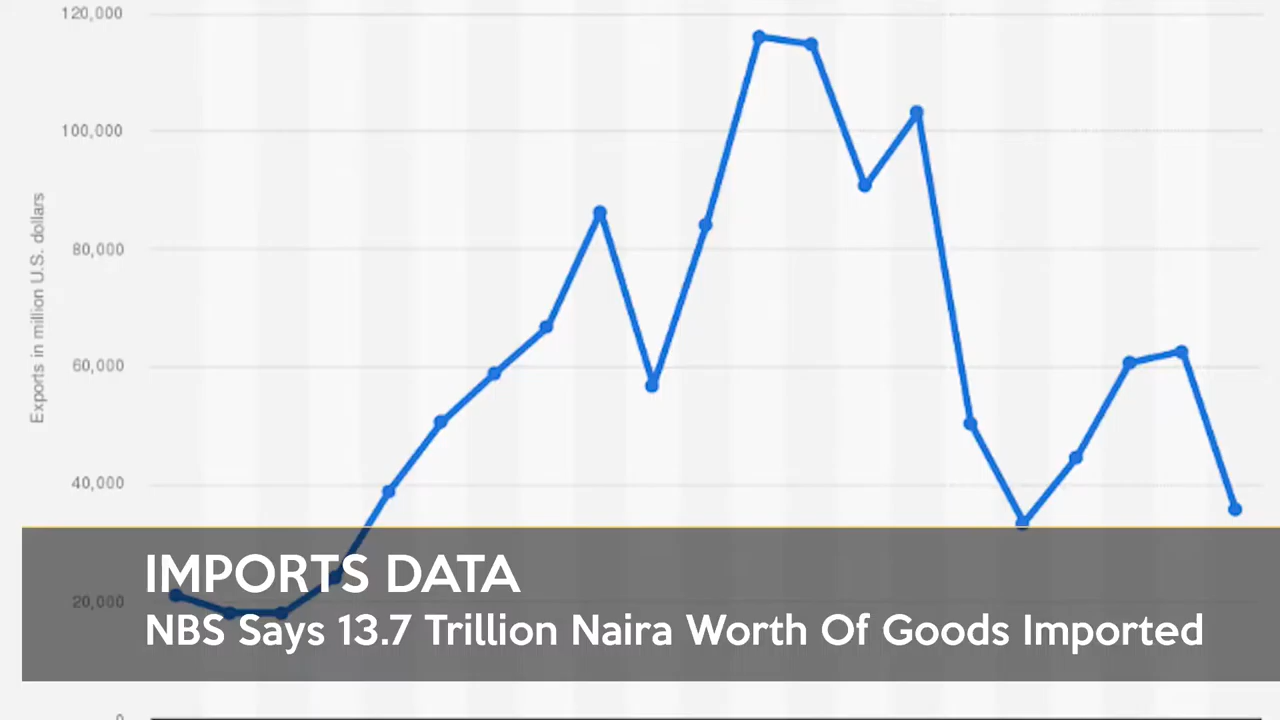 120,000
100,000
80,000
60,000
40,000
20,000
0
Exports in million U.S. dollars
IMPORTS DATA
NBS Says 13.7 Trillion Naira Worth Of Goods Imported